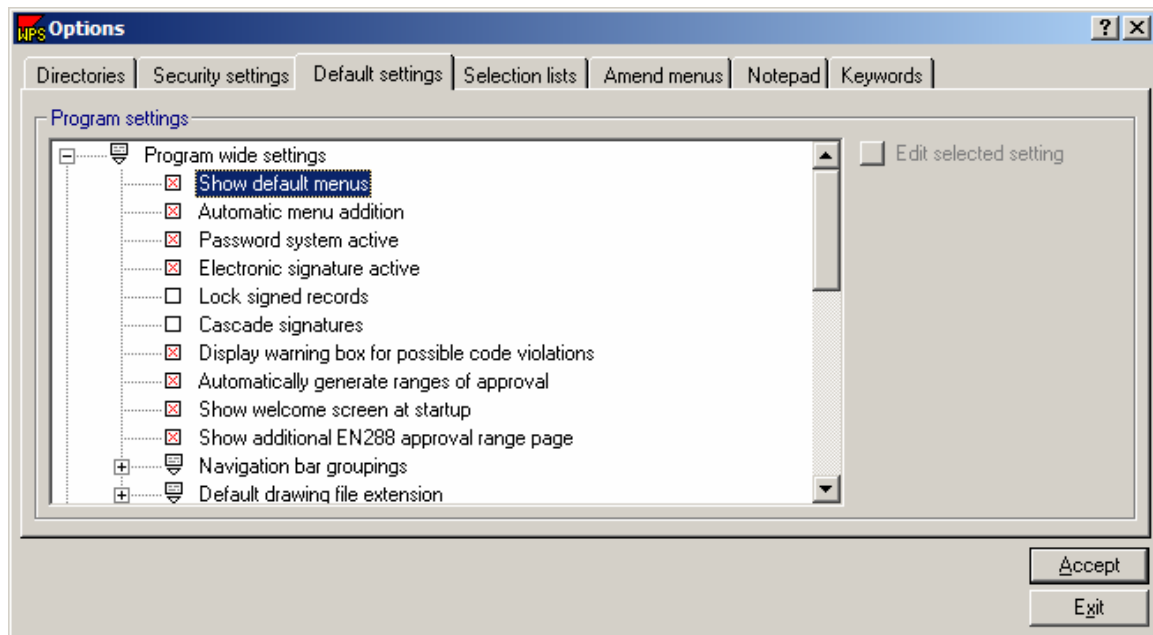 WPS Options ? X
Directories Security settings Default settings Selection lists Amend menus Notepad Keywords
Program settings
Program wide settings
Edit selected setting
Show default menus
Automatic menu addition
Password system active
Electronic signature active
Lock signed records
Cascade signatures
Display warning box for possible code violations
Automatically generate ranges of approval
Show welcome screen at startup
Show additional EN288 approval range page
Navigation bar groupings
Default drawing file extension
Accept
Exit